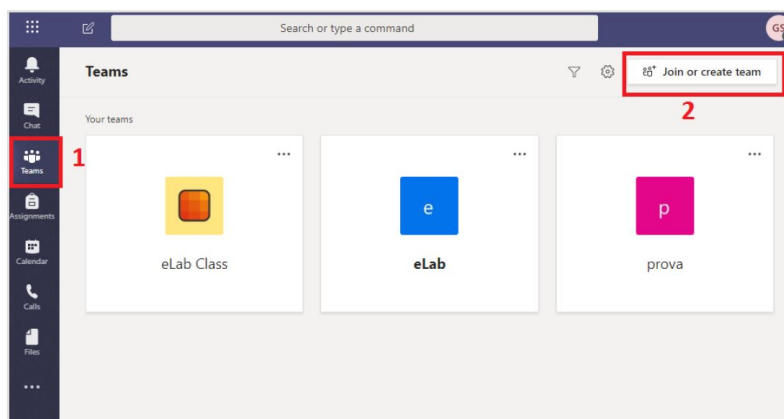 Search or type a command
GS
Activity
Chat
Teams
1
Assignments
Calendar
Calls
Files
Teams
Join or create team
2
Your teams
eLab Class
e
eLab
p
prova